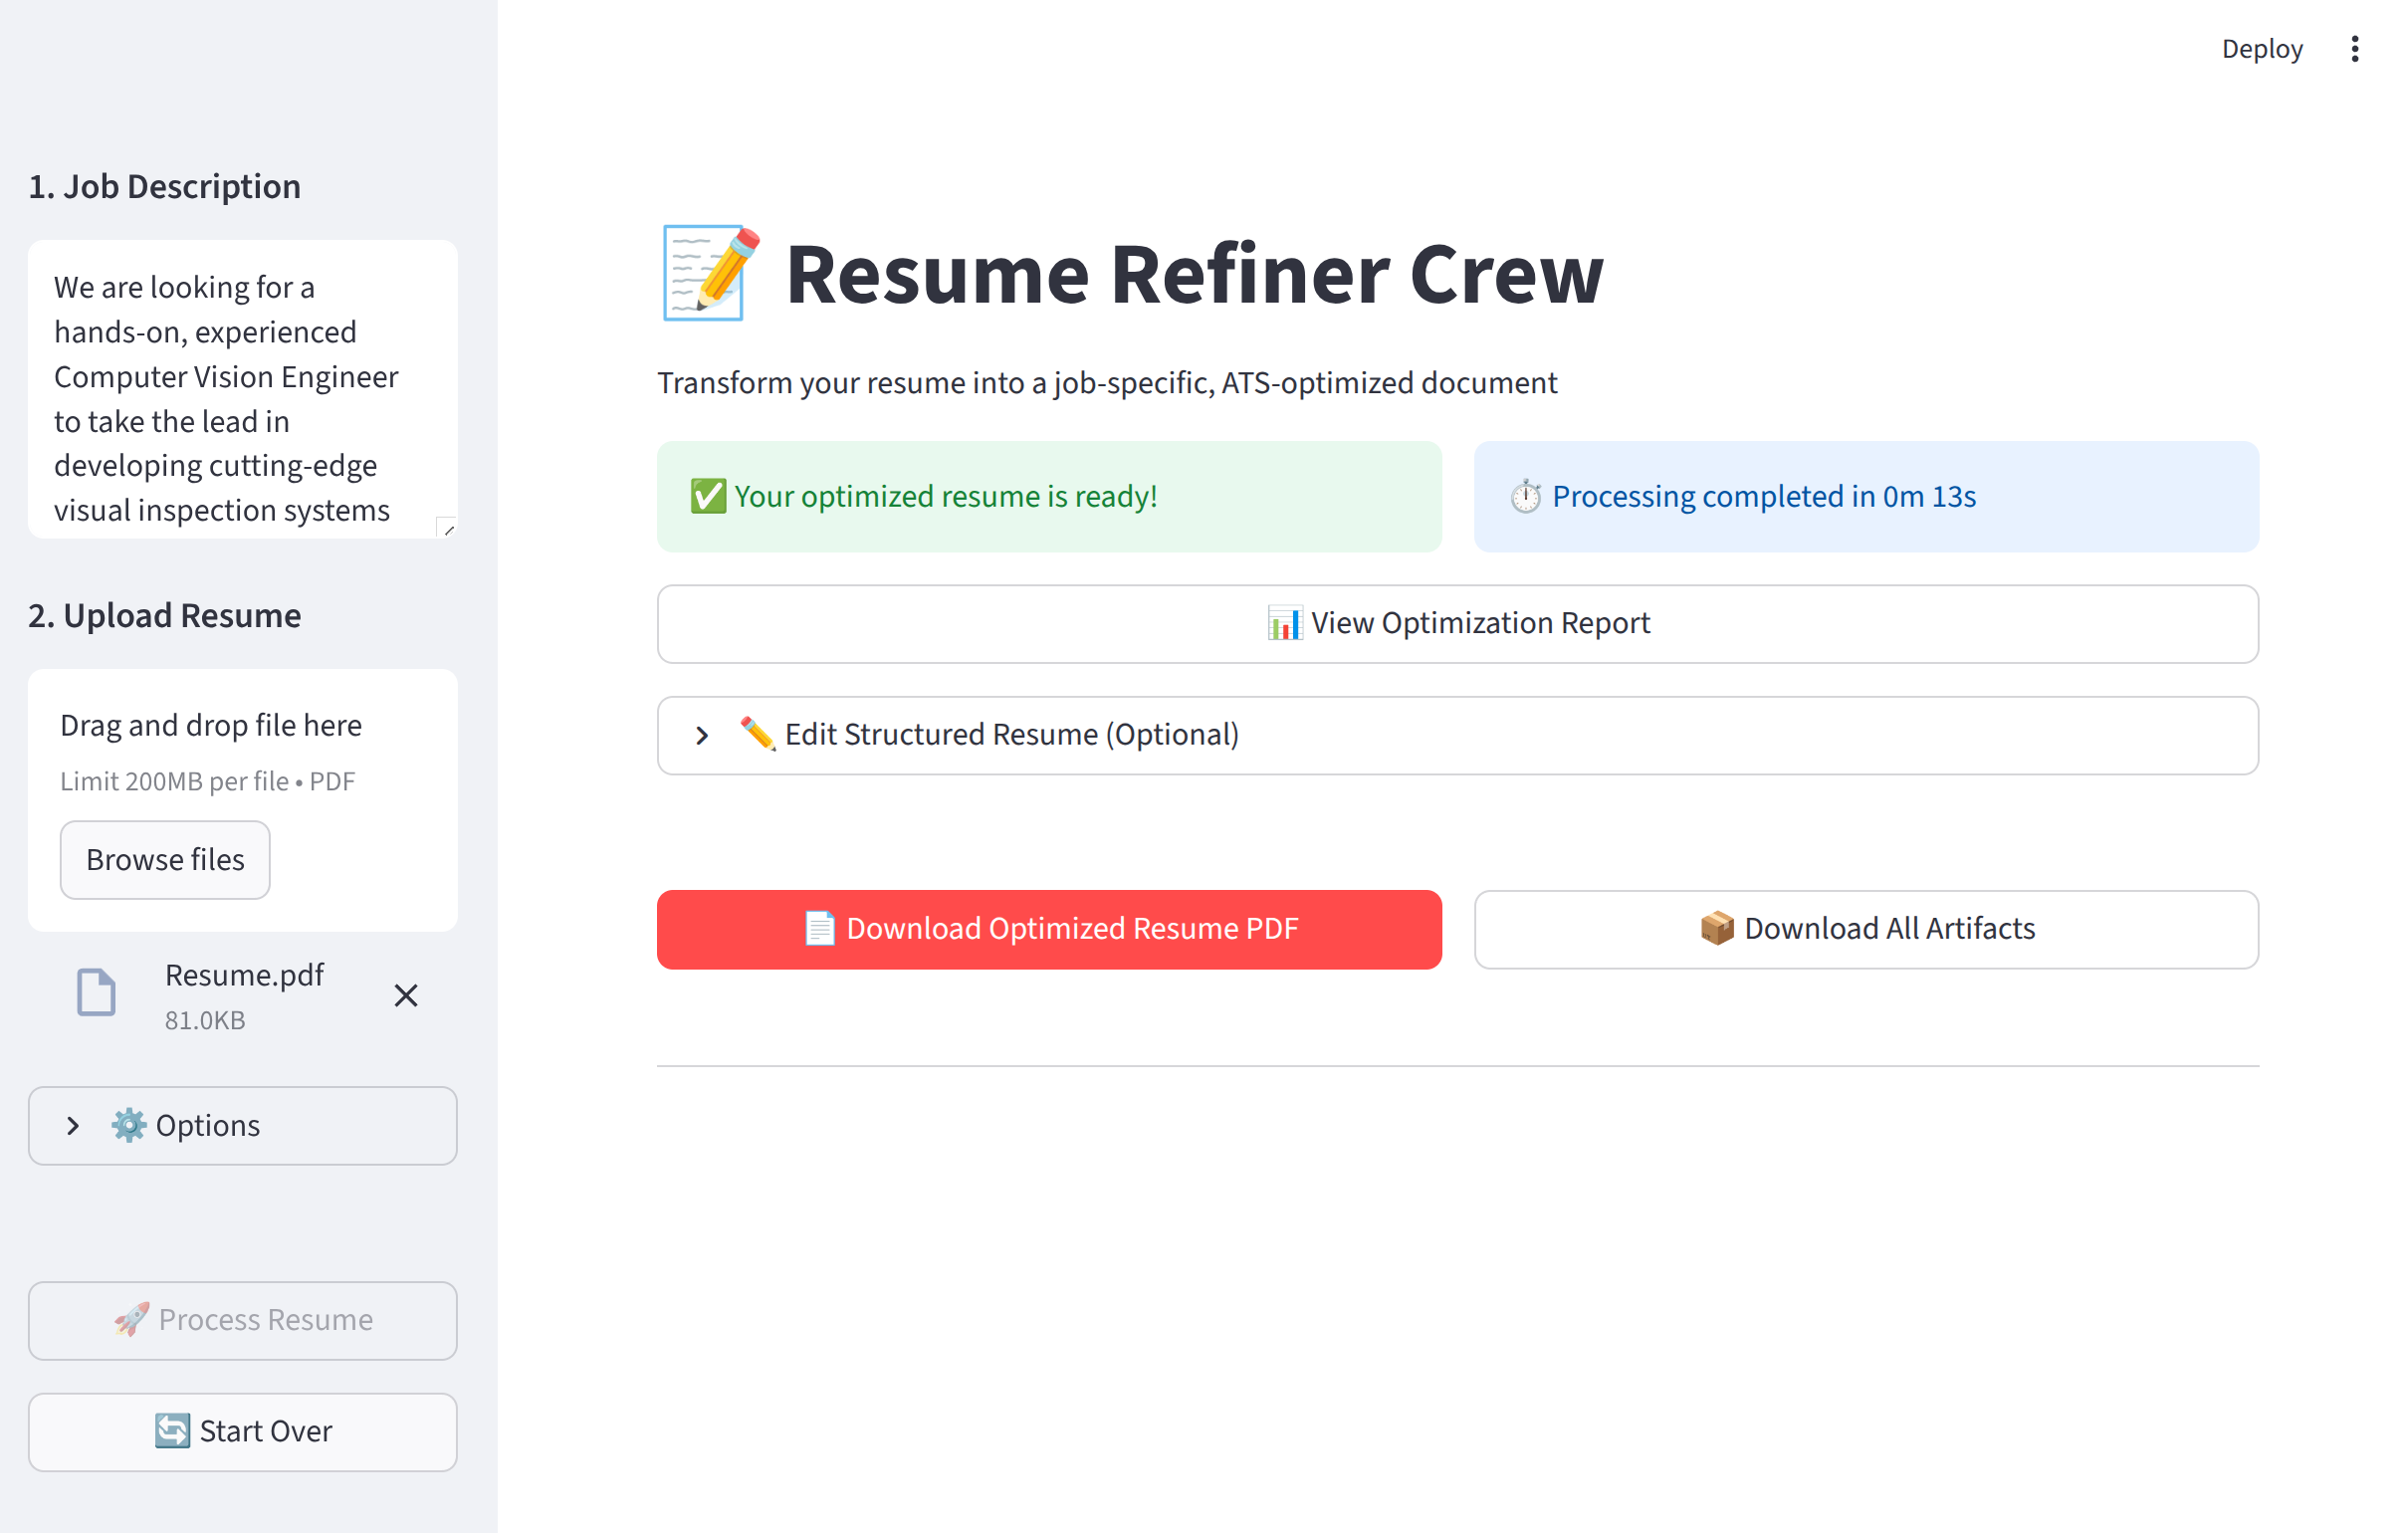 Deploy
1. Job Description
We are looking for a
hands-on, experienced
Computer Vision Engineer
to take the lead in
developing cutting-edge
visual inspection systems
2. Upload Resume
Drag and drop file here
Limit 200MB per file • PDF
Browse files
Resume.pdf
81.0KB
Options
Process Resume
Start Over
Resume Refiner Crew
Transform your resume into a job-specific, ATS-optimized document
Your optimized resume is ready!
Processing completed in 0m 13s
View Optimization Report
Edit Structured Resume (Optional)
Download Optimized Resume PDF
Download All Artifacts